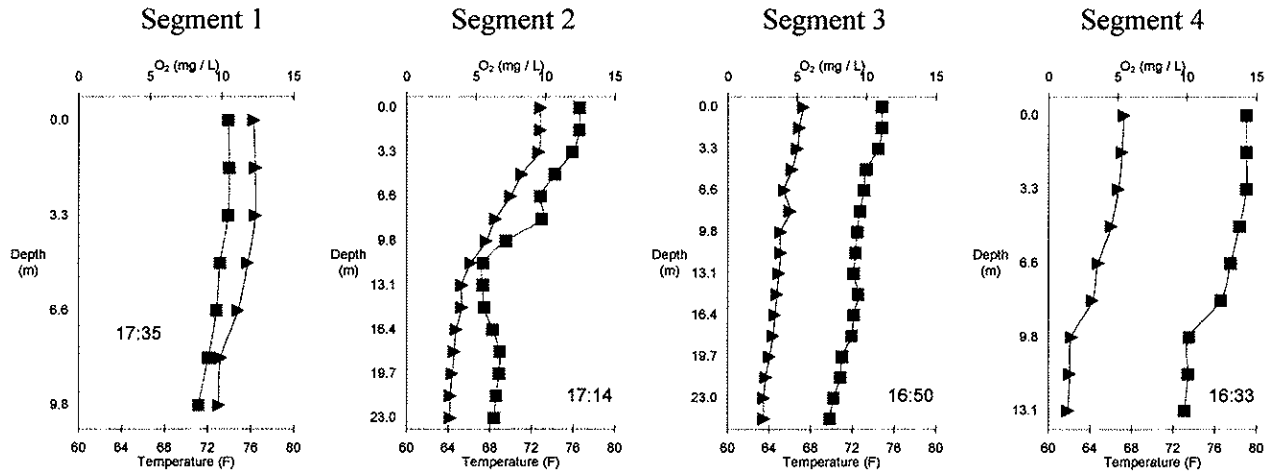 Segment 1
O₂ (mg / L)
0 5 10 15
0.0
3.3
Depth
(m)
6.6
17:35
9.8
60 64 68 72 76 80
Temperature (F)
Segment 2
O₂ (mg / L)
0 5 10 15
0.0
3.3
6.6
9.8
Depth
(m)
13.1
16.4
19.7
17:14
23.0
60 64 68 72 76 80
Temperature (F)
Segment 3
O₂ (mg / L)
0 5 10 15
0.0
3.3
6.6
9.8
Depth
(m)
13.1
16.4
19.7
16:50
23.0
60 64 68 72 76 80
Temperature (F)
Segment 4
O₂ (mg / L)
0 5 10 15
0.0
3.3
Depth
(m)
6.6
9.8
16:33
13.1
60 64 68 72 76 80
Temperature (F)